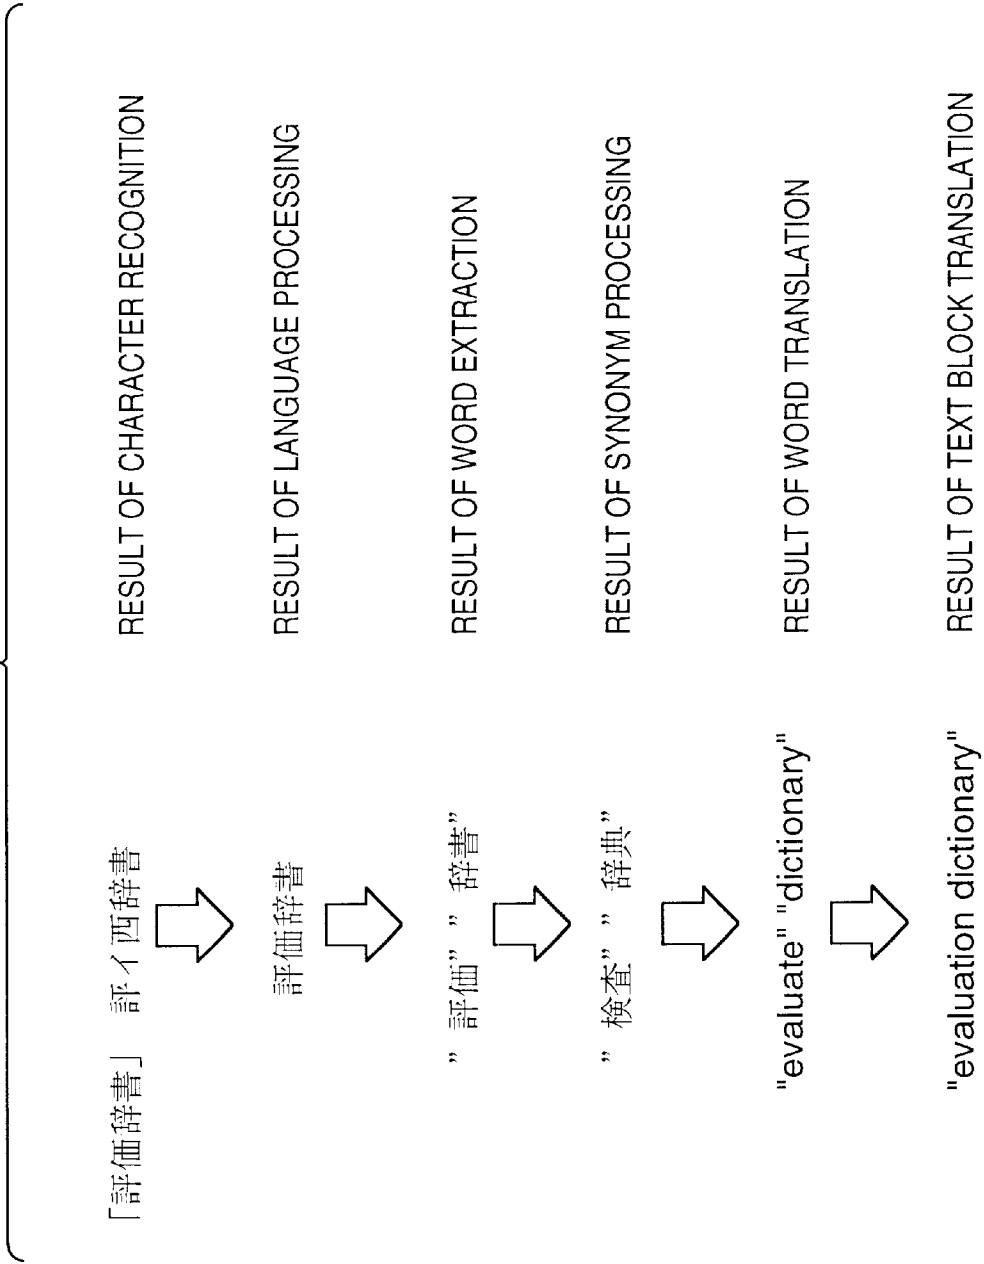 「評価辞書」 評イ西辞書 RESULT OF CHARACTER RECOGNITION
評価辞書 RESULT OF LANGUAGE PROCESSING
” 評価” ” 辞書” RESULT OF WORD EXTRACTION
” 検査” ” 辞典” RESULT OF SYNONYM PROCESSING
"evaluate" "dictionary" RESULT OF WORD TRANSLATION
"evaluation dictionary" RESULT OF TEXT BLOCK TRANSLATION